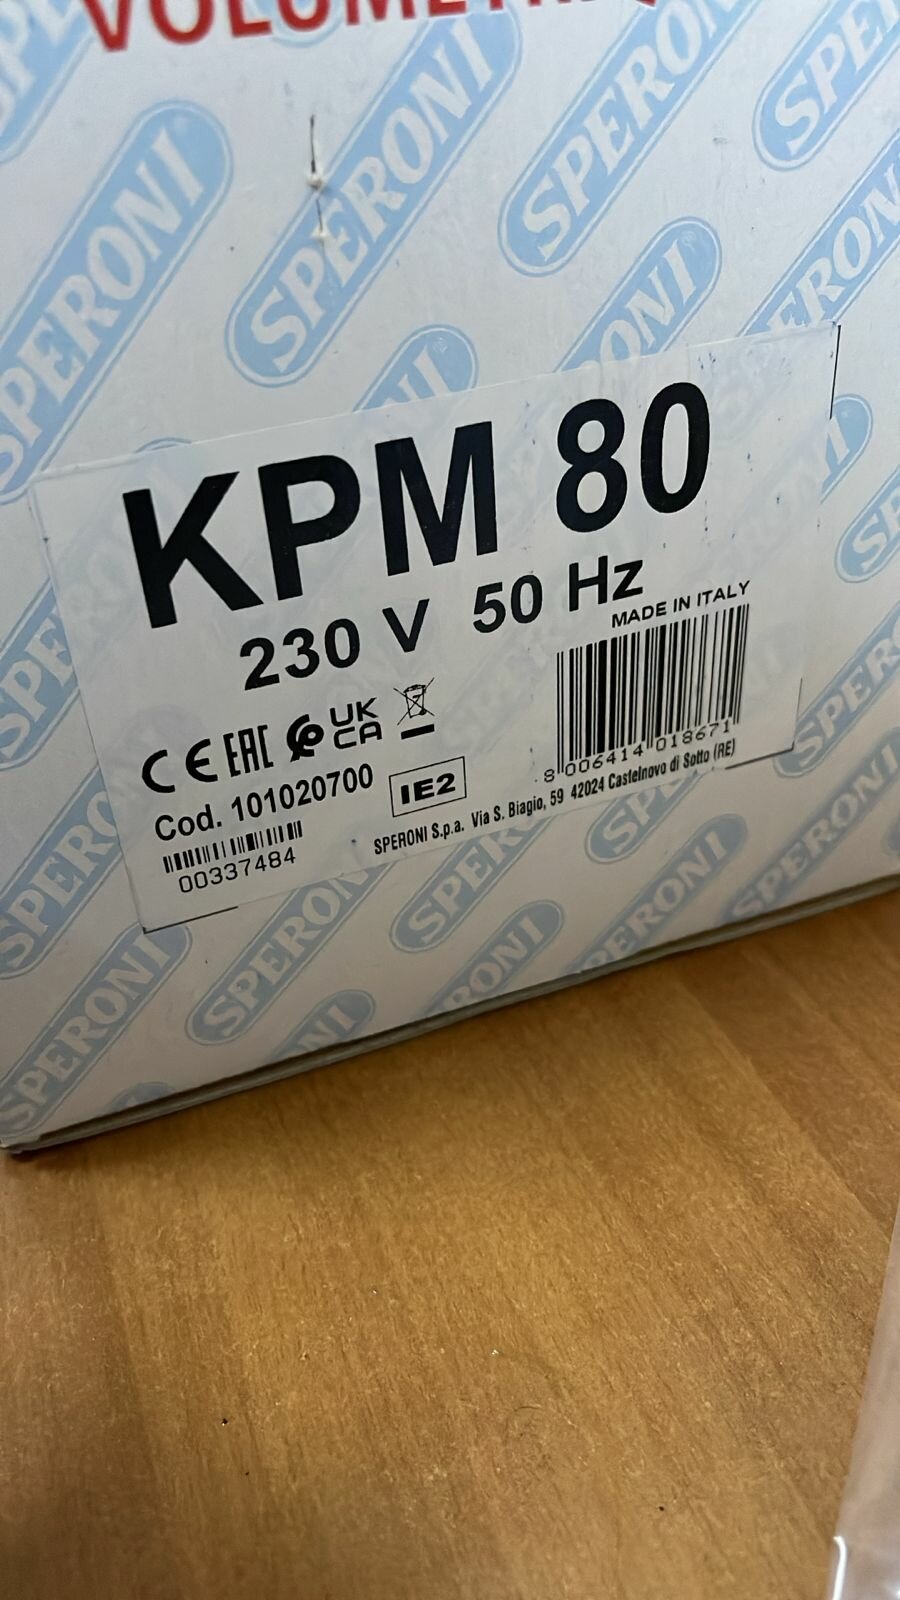 SPERONI
KPM 80
230 V 50 Hz
MADE IN ITALY
CE EAC UK
CA
8 006414 018671
Cod. 101020700
IE2
00337484
SPERONI S.p.a. Via S. Biagio, 59 42024 Castelnovo di Sotto (RE)